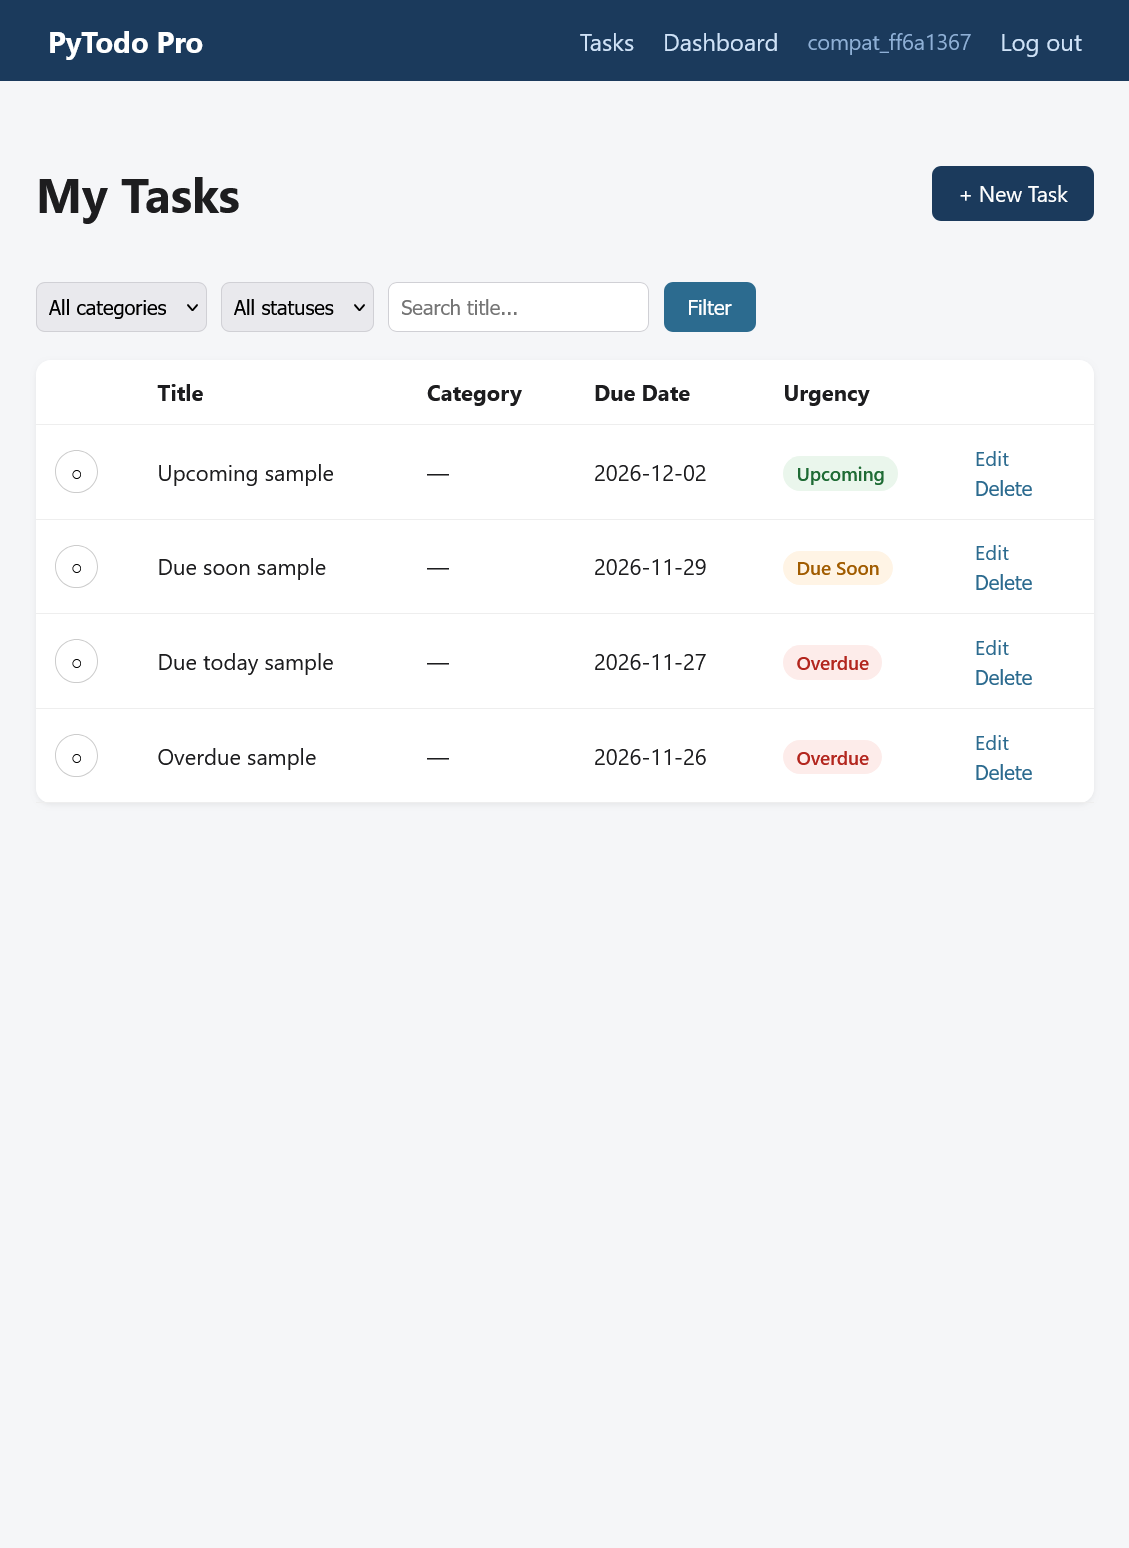 PyTodo Pro Tasks Dashboard compat_ff6a1367 Log out
My Tasks + New Task
All categories All statuses Search title... Filter
Title Category Due Date Urgency
Upcoming sample — 2026-12-02 Upcoming Edit
Delete
Due soon sample — 2026-11-29 Due Soon Edit
Delete
Due today sample — 2026-11-27 Overdue Edit
Delete
Overdue sample — 2026-11-26 Overdue Edit
Delete